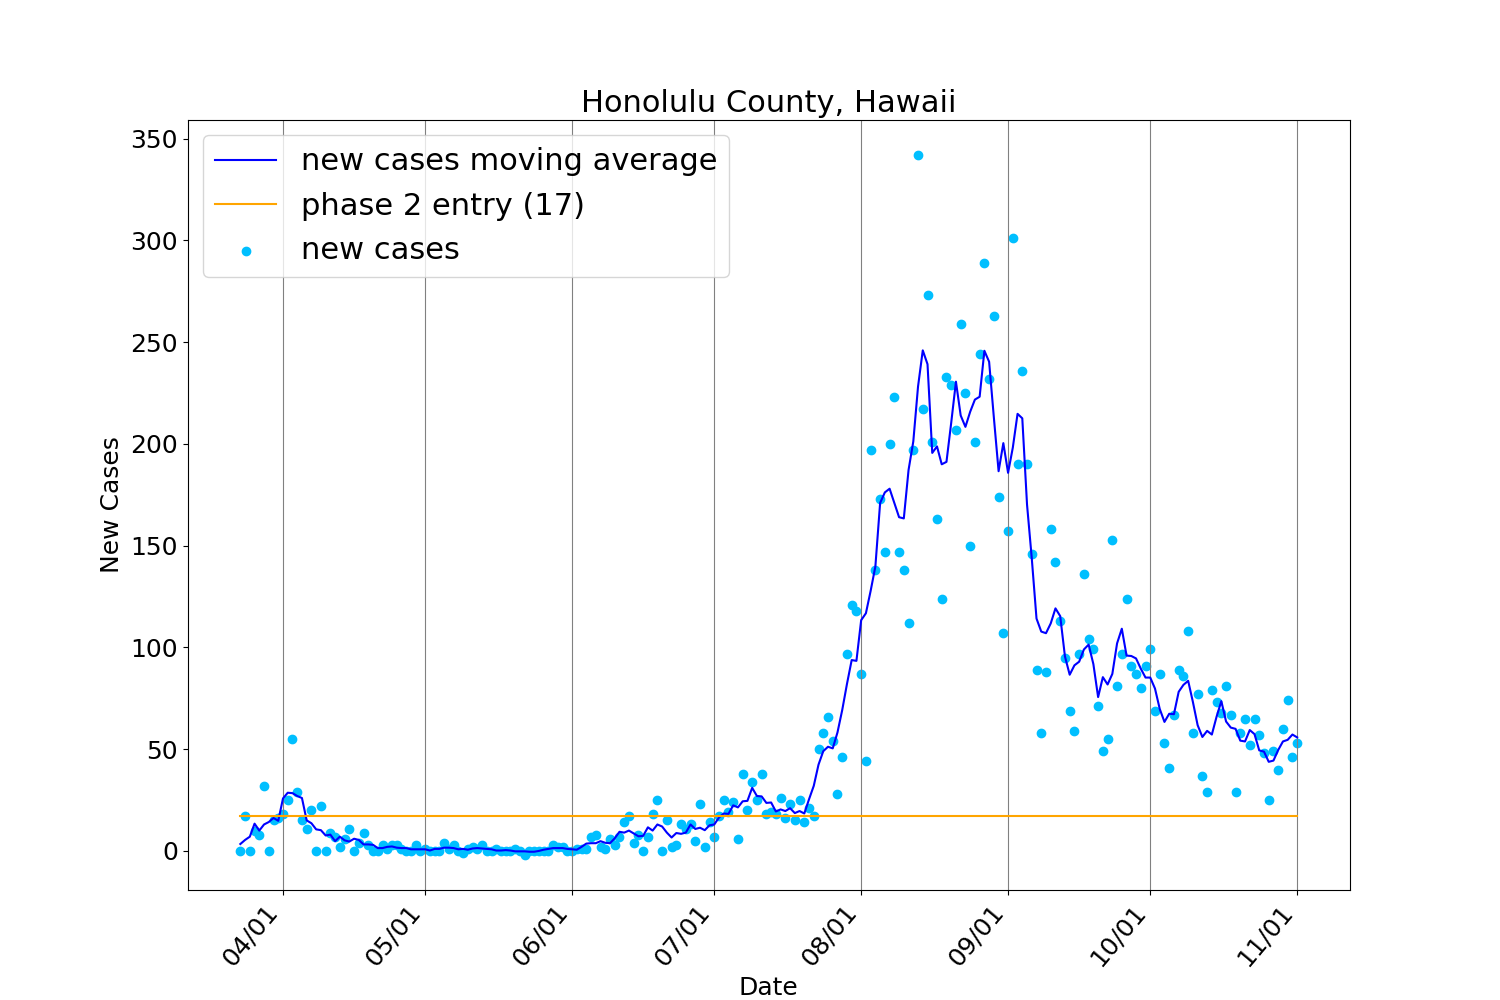 Honolulu County, Hawaii
new cases moving average
phase 2 entry (17)
new cases
New Cases
350
300
250
200
150
100
50
0
04/01
05/01
06/01
07/01
08/01
09/01
10/01
11/01
Date